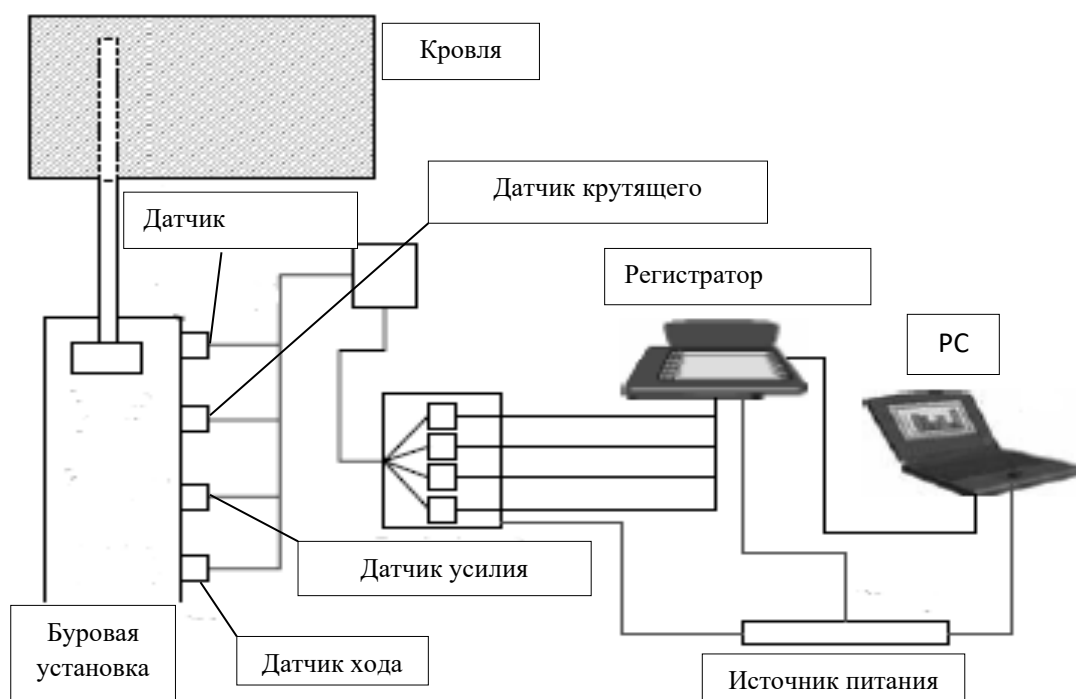 Кровля
Датчик крутящего
Датчик
Регистратор
PC
Датчик усилия
Буровая
установка
Датчик хода
Источник питания